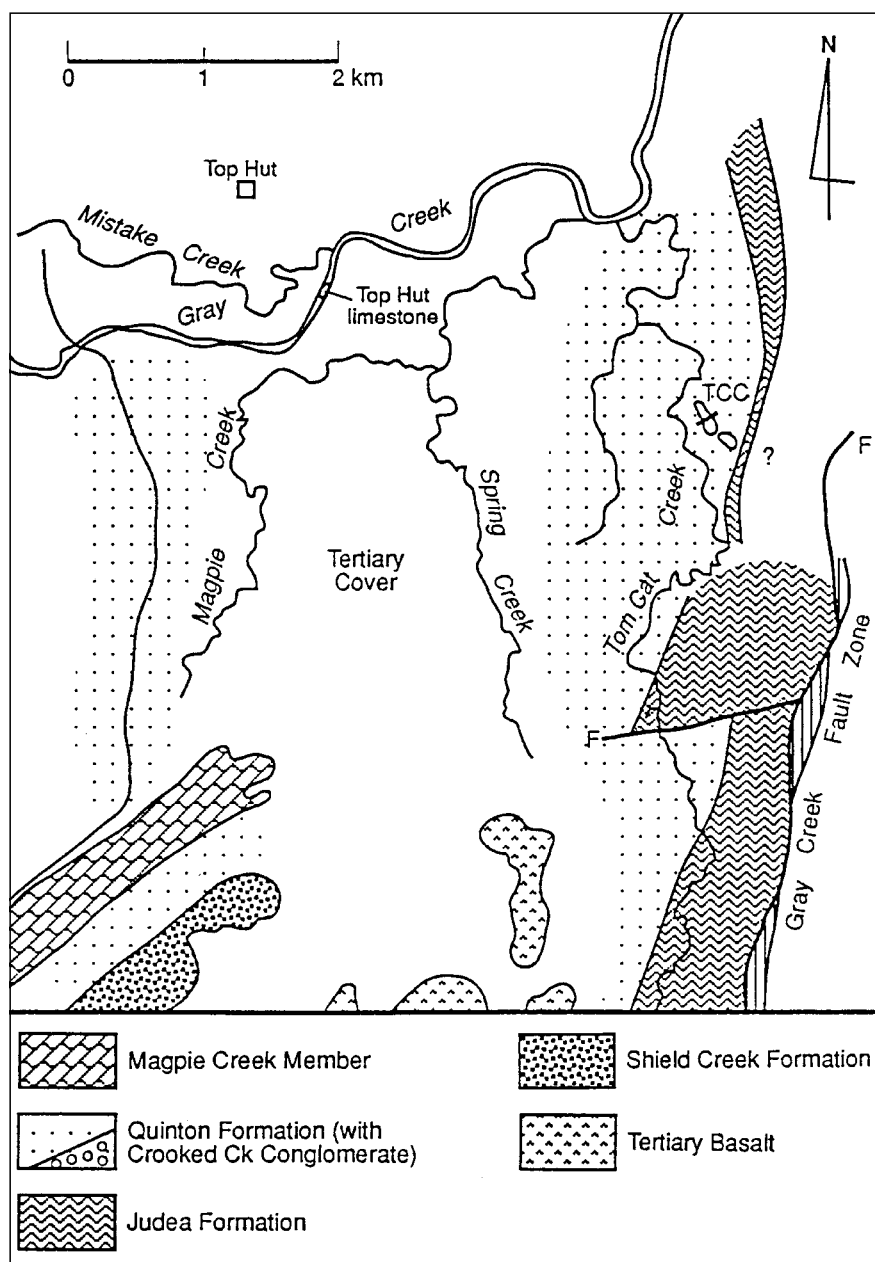 0 1 2 km
N
Top Hut
Mistake
Creek
Creek
Gray
Top Hut
limestone
TCC
?
F
Creek
Magpie
Spring
Creek
Creek
Tom Cat
Tertiary
Cover
F
Gray Creek Fault Zone
Magpie Creek Member
Quinton Formation (with
Crooked Ck Conglomerate)
Judea Formation
Shield Creek Formation
Tertiary Basalt